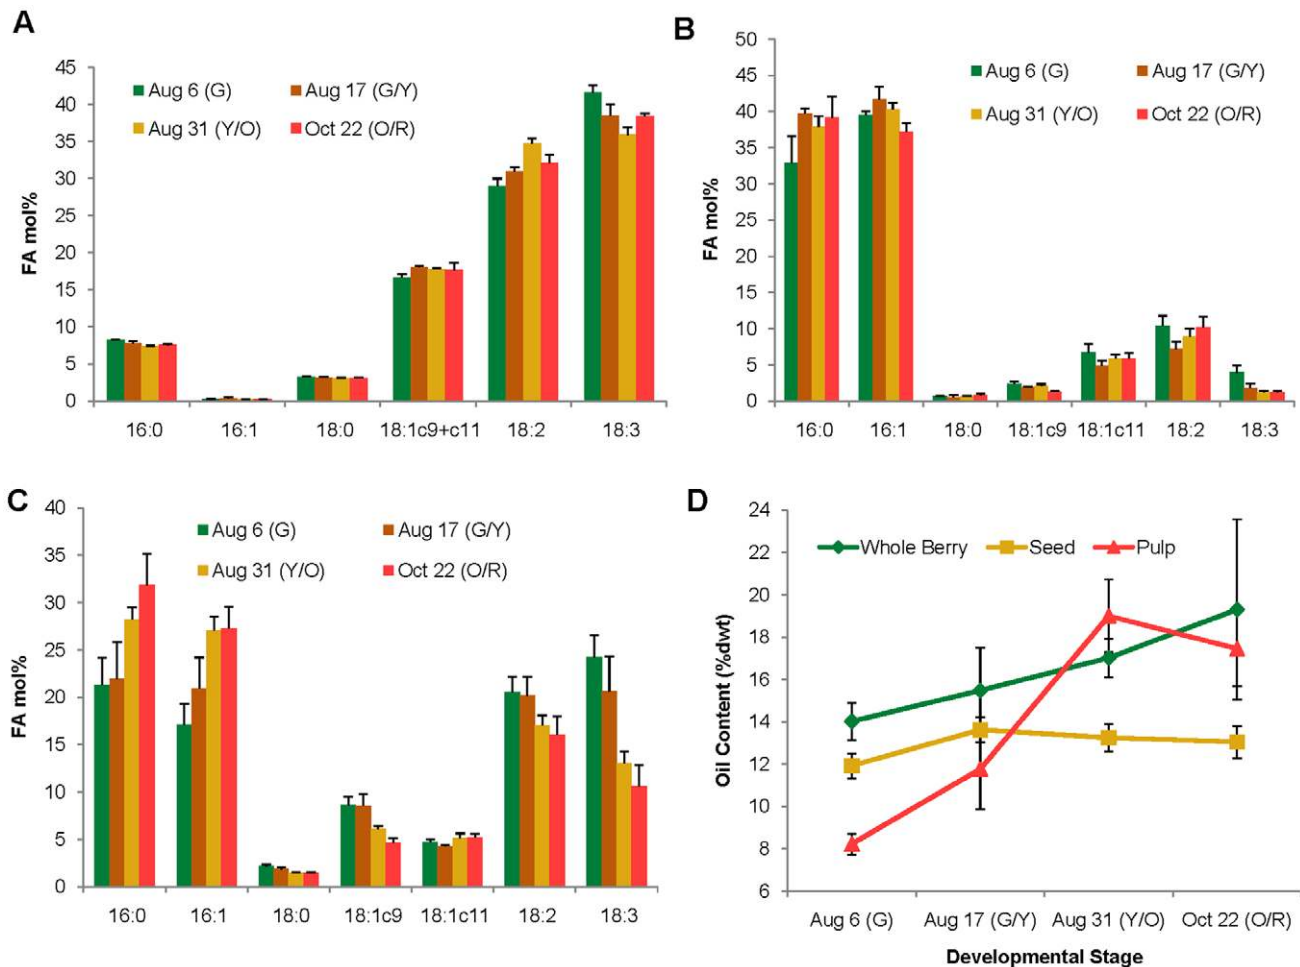 A
45
40
35
30
25
20
15
10
5
0
FA mol%
Aug 6 (G)
Aug 17 (G/Y)
Aug 31 (Y/O)
Oct 22 (O/R)
16:0 16:1 18:0 18:1c9+c11 18:2 18:3
B
50
45
40
35
30
25
20
15
10
5
0
FA mol%
Aug 6 (G)
Aug 17 (G/Y)
Aug 31 (Y/O)
Oct 22 (O/R)
16:0 16:1 18:0 18:1c9 18:1c11 18:2 18:3
C
40
35
30
25
20
15
10
5
0
FA mol%
Aug 6 (G)
Aug 17 (G/Y)
Aug 31 (Y/O)
Oct 22 (O/R)
16:0 16:1 18:0 18:1c9 18:1c11 18:2 18:3
D
24
22
20
18
16
14
12
10
8
6
Oil Content (%dwt)
Whole Berry
Seed
Pulp
Aug 6 (G) Aug 17 (G/Y) Aug 31 (Y/O) Oct 22 (O/R)
Developmental Stage